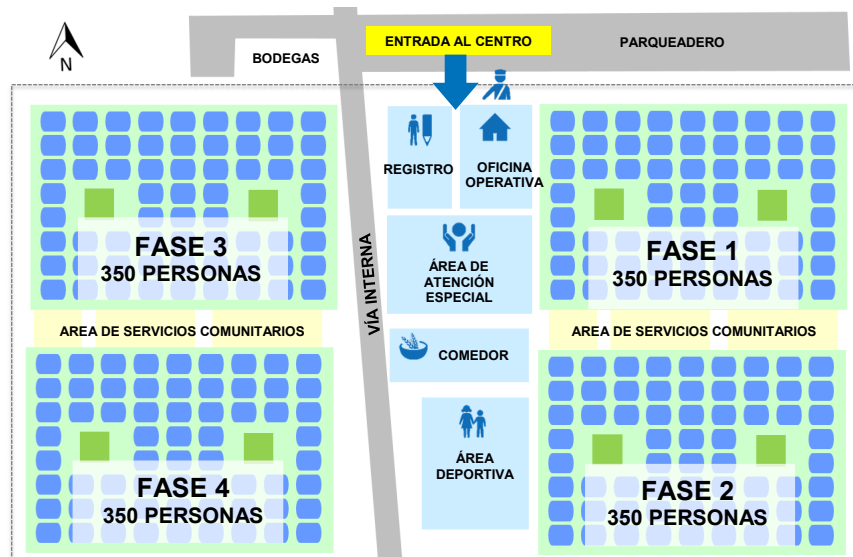 ENTRADA AL CENTRO
PARQUEADERO
BODEGAS
N
REGISTRO
OFICINA
OPERATIVA
FASE 3
350 PERSONAS
VÍA INTERNA
ÁREA DE
ATENCIÓN
ESPECIAL
FASE 1
350 PERSONAS
AREA DE SERVICIOS COMUNITARIOS
COMEDOR
AREA DE SERVICIOS COMUNITARIOS
ÁREA
DEPORTIVA
FASE 4
350 PERSONAS
FASE 2
350 PERSONAS